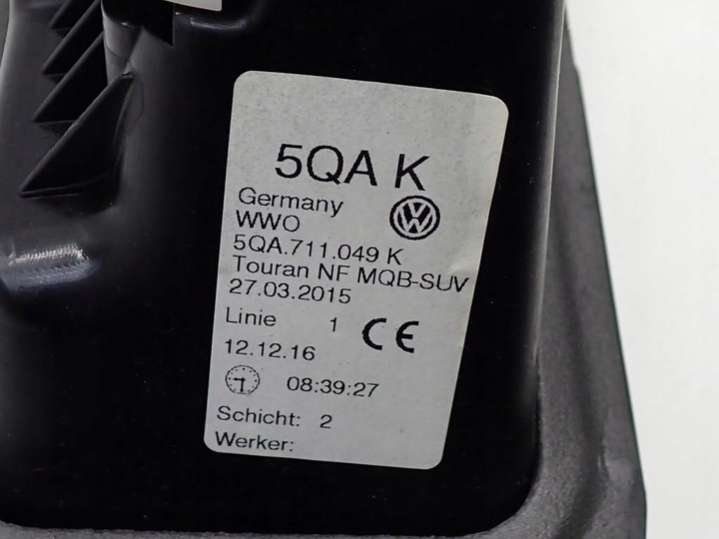 5QA K
Germany
WWO
5QA.711.049 K
Touran NF MQB-SUV
27.03.2015
Linie 1 CE
12.12.16
08:39:27
Schicht: 2
Werker: